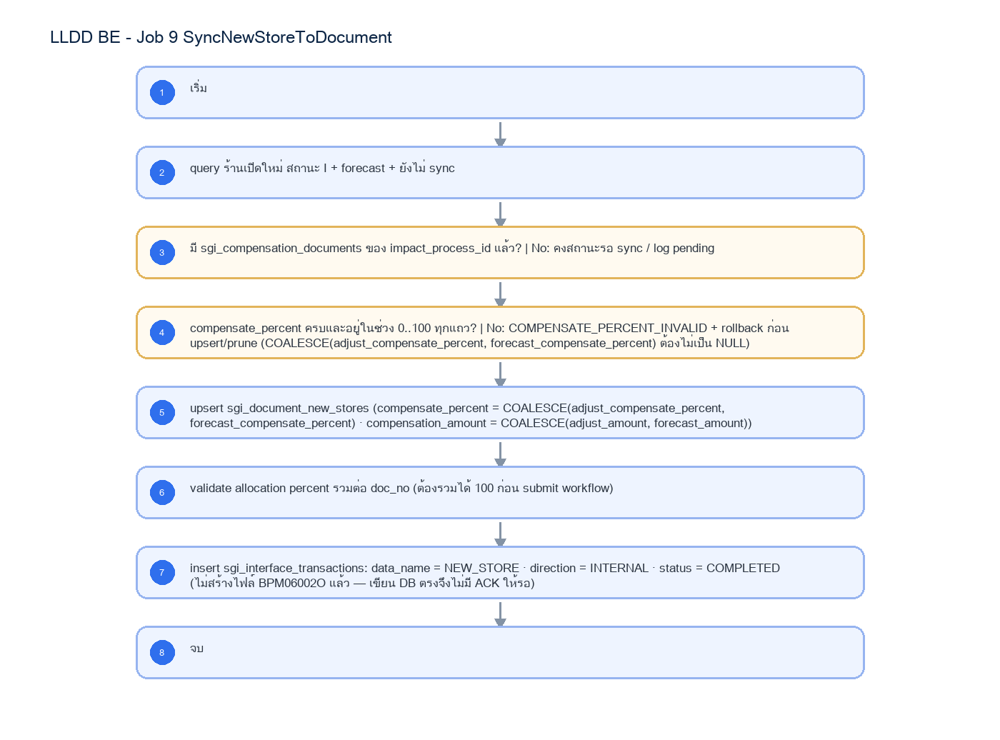 LLDD BE - Job 9 SyncNewStoreToDocument
1
เริ่ม
2
query ร้านเปิดใหม่ สถานะ I + forecast + ยังไม่ sync
3
มี sgi_compensation_documents ของ impact_process_id แล้ว? | No: คงสถานะรอ sync / log pending
4
compensate_percent ครบและอยู่ในช่วง 0..100 ทุกแถว? | No: COMPENSATE_PERCENT_INVALID + rollback ก่อน
upsert/prune (COALESCE(adjust_compensate_percent, forecast_compensate_percent) ต้องไม่เป็น NULL)
5
upsert sgi_document_new_stores (compensate_percent = COALESCE(adjust_compensate_percent,
forecast_compensate_percent) · compensation_amount = COALESCE(adjust_amount, forecast_amount))
6
validate allocation percent รวมต่อ doc_no (ต้องรวมได้ 100 ก่อน submit workflow)
7
insert sgi_interface_transactions: data_name = NEW_STORE · direction = INTERNAL · status = COMPLETED
(ไม่สร้างไฟล์ BPM06002O แล้ว — เขียน DB ตรงจึงไม่มี ACK ให้รอ)
8
จบ